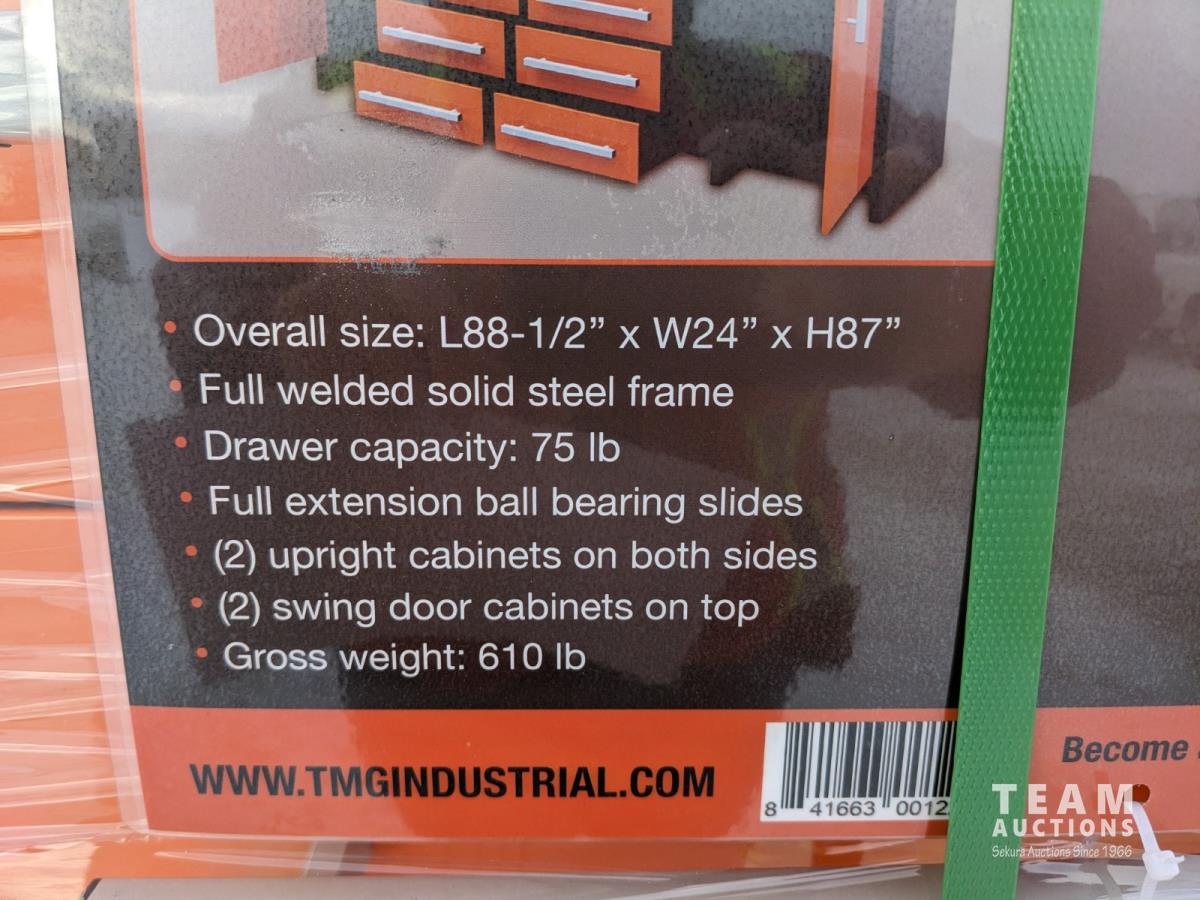 • Overall size: L88-1/2” x W24” x H87”
• Full welded solid steel frame
• Drawer capacity: 75 lb
• Full extension ball bearing slides
• (2) upright cabinets on both sides
• (2) swing door cabinets on top
• Gross weight: 610 lb
WWW.TMGINDUSTRIAL.COM
8 41663 0012
Become
TEAM
AUCTIONS
Sekura Auctions Since 1966